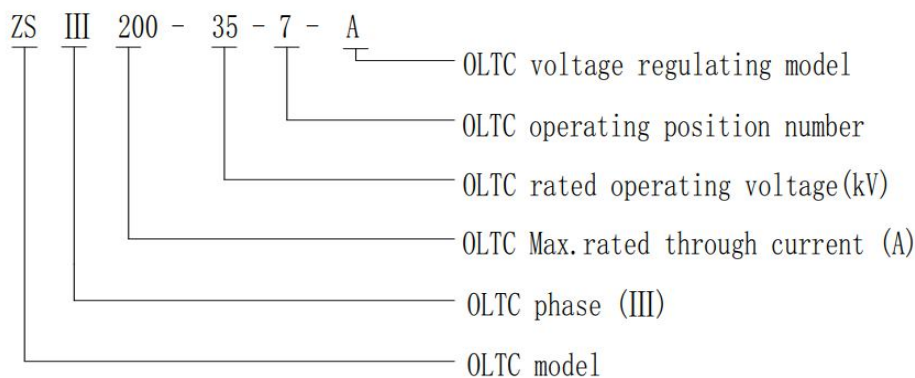 ZS III 200 - 35 - 7 - A
OLTC voltage regulating model
OLTC operating position number
OLTC rated operating voltage(kV)
OLTC Max.rated through current (A)
OLTC phase (III)
OLTC model